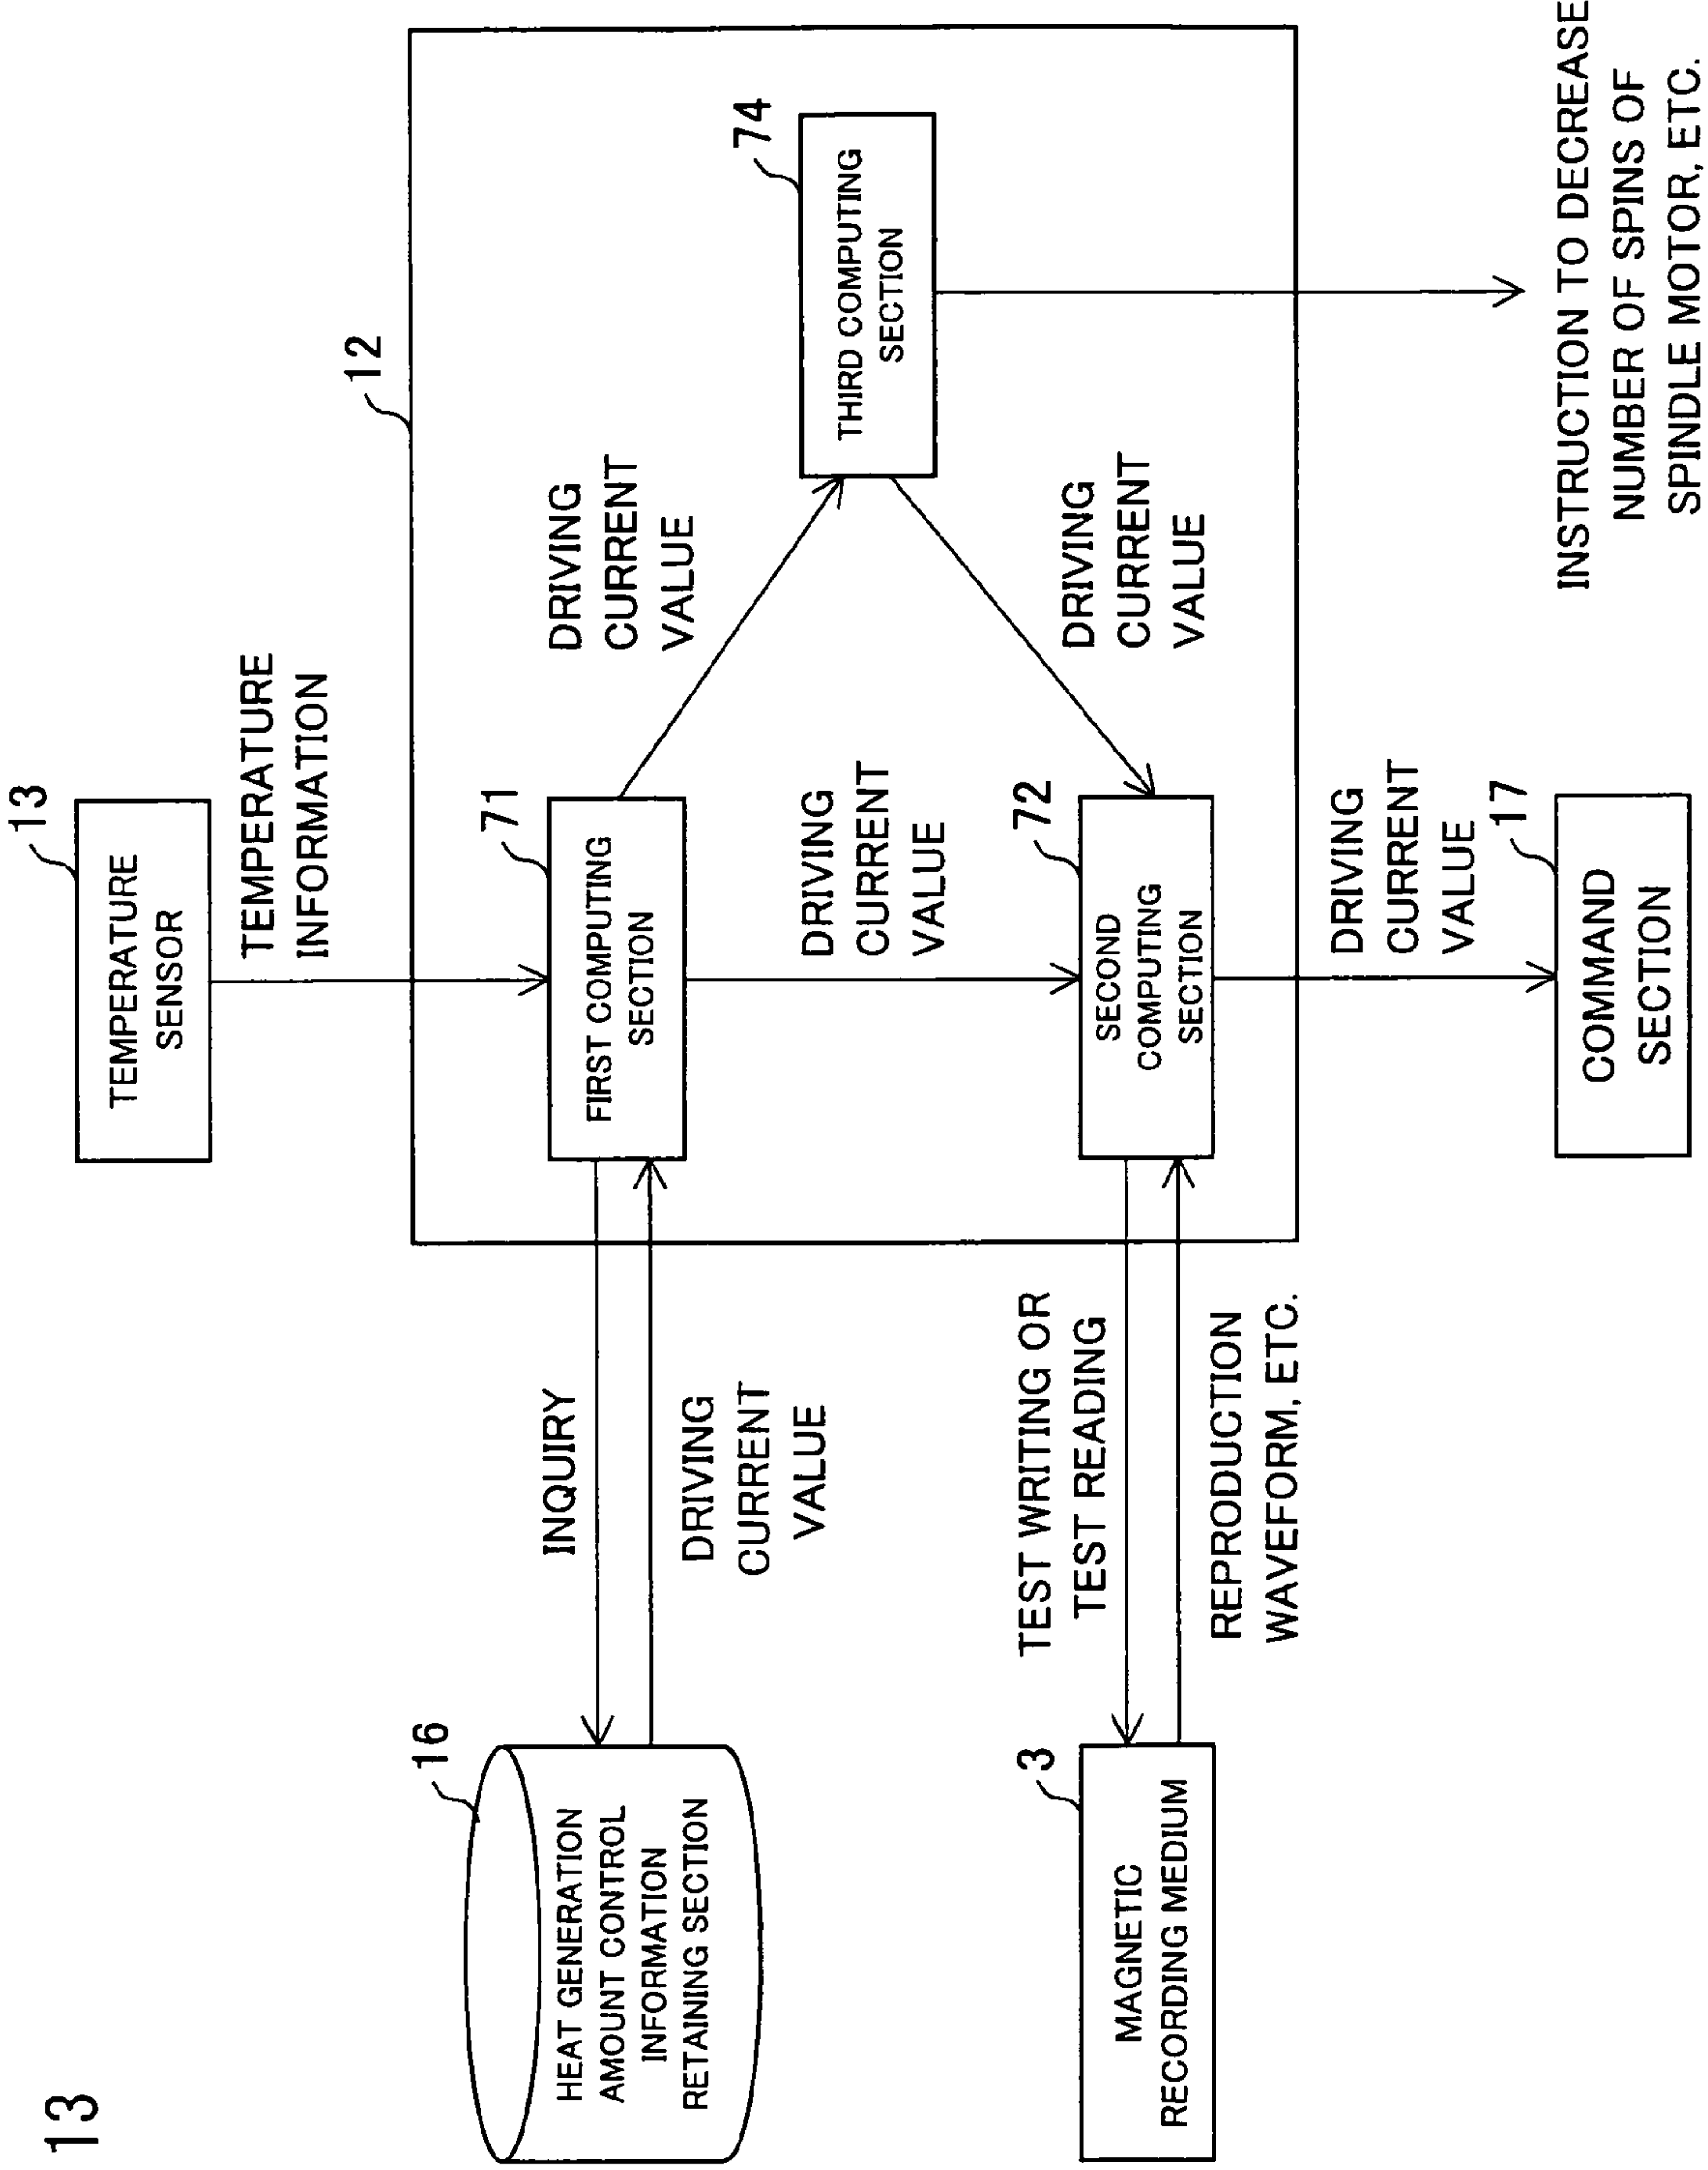 13
13
TEMPERATURE
SENSOR
TEMPERATURE
INFORMATION
12
16
HEAT GENERATION
AMOUNT CONTROL
INFORMATION
RETAINING SECTION
INQUIRY
DRIVING
CURRENT
VALUE
71
FIRST COMPUTING
SECTION
DRIVING
CURRENT
VALUE
74
THIRD COMPUTING
SECTION
DRIVING
CURRENT
VALUE
DRIVING
CURRENT
VALUE
3
MAGNETIC
RECORDING MEDIUM
TEST WRITING OR
TEST READING
REPRODUCTION
WAVEFORM, ETC.
72
SECOND
COMPUTING
SECTION
DRIVING
CURRENT
VALUE
17
COMMAND
SECTION
INSTRUCTION TO DECREASE
NUMBER OF SPINS OF
SPINDLE MOTOR, ETC.